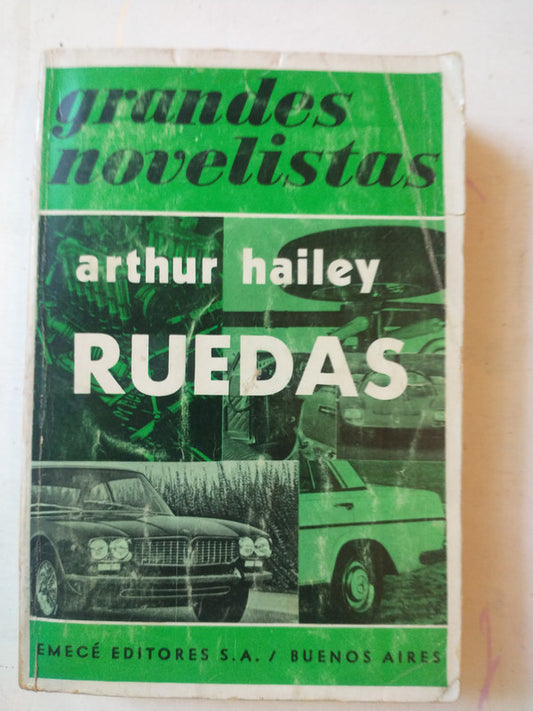 grandes
novelistas
arthur hailey
RUEDAS
EMECÉ EDITORES S.A. / BUENOS AIRES